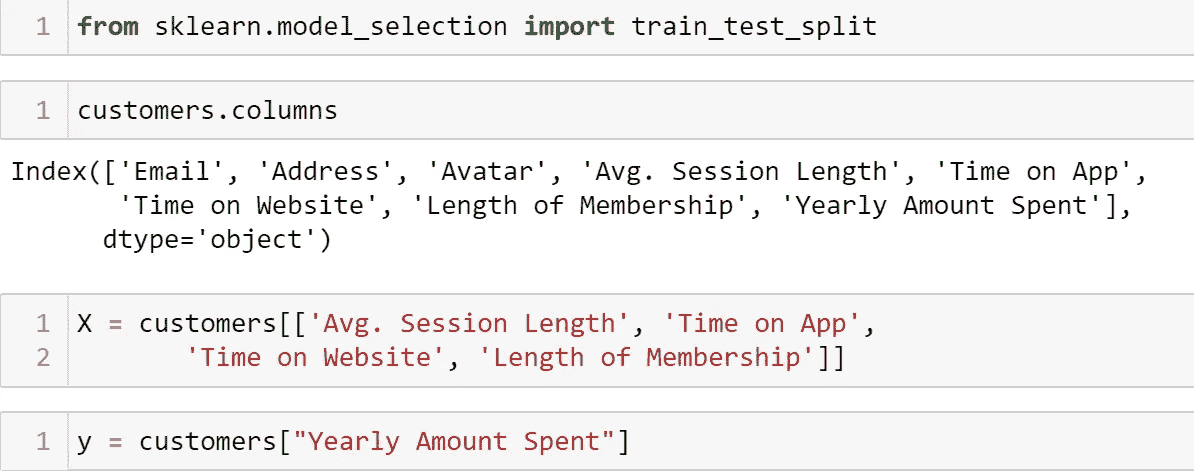 1 from sklearn.model_selection import train_test_split
1 customers.columns
Index(['Email', 'Address', 'Avatar', 'Avg. Session Length', 'Time on App',
'Time on Website', 'Length of Membership', 'Yearly Amount Spent'],
dtype='object')
1 X = customers[['Avg. Session Length', 'Time on App',
2 'Time on Website', 'Length of Membership']]
1 y = customers["Yearly Amount Spent"]